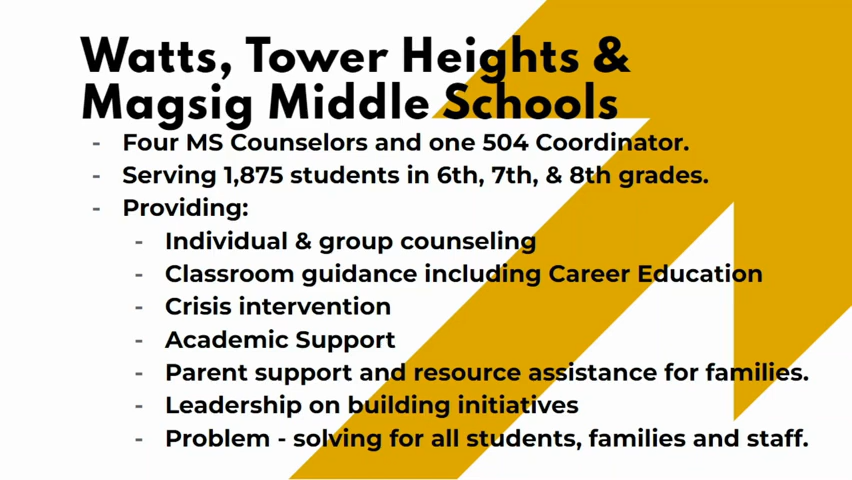 Watts, Tower Heights &
Magsig Middle Schools
- Four MS Counselors and one 504 Coordinator.
- Serving 1,875 students in 6th, 7th, & 8th grades.
- Providing:
- Individual & group counseling
- Classroom guidance including Career Education
- Crisis intervention
- Academic Support
- Parent support and resource assistance for families.
- Leadership on building initiatives
- Problem - solving for all students, families and staff.